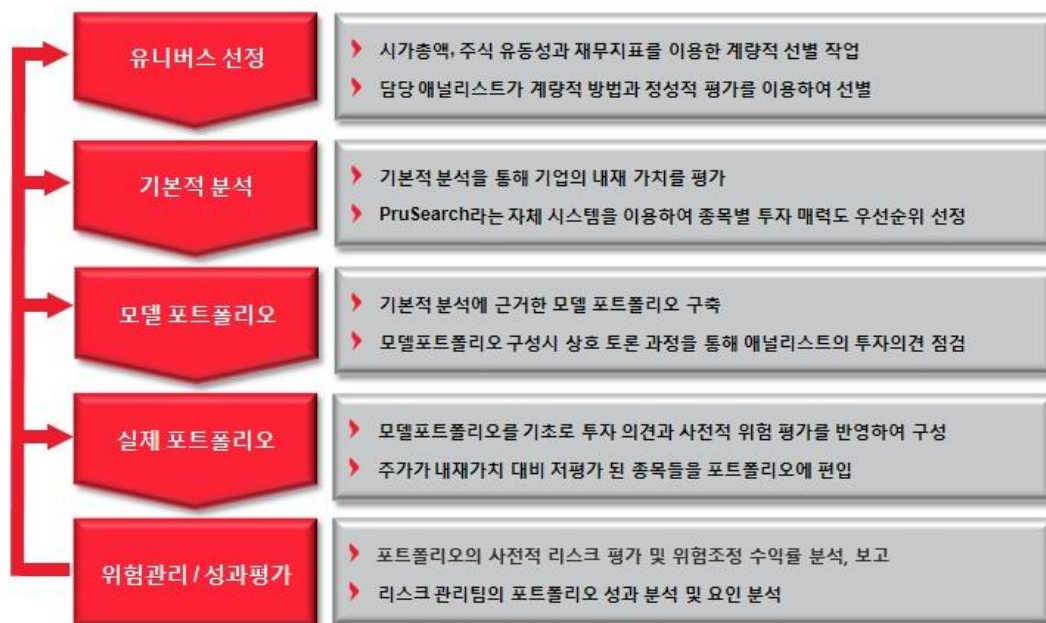 유니버스 선정
시가총액, 주식 유동성과 재무지표를 이용한 계량적 선별 작업
담당 애널리스트가 계량적 방법과 정성적 평가를 이용하여 선별
기본적 분석
기본적 분석을 통해 기업의 내재 가치를 평가
PruSearch라는 자체 시스템을 이용하여 종목별 투자 매력도 우선순위 선정
모델 포트폴리오
기본적 분석에 근거한 모델 포트폴리오 구축
모델포트폴리오 구성시 상호 토론 과정을 통해 애널리스트의 투자의견 점검
실제 포트폴리오
모델포트폴리오를 기초로 투자 의견과 사전적 위험 평가를 반영하여 구성
주가가 내재가치 대비 저평가 된 종목들을 포트폴리오에 편입
위험관리 / 성과평가
포트폴리오의 사전적 리스크 평가 및 위험조정 수익률 분석, 보고
리스크 관리팀의 포트폴리오 성과 분석 및 요인 분석